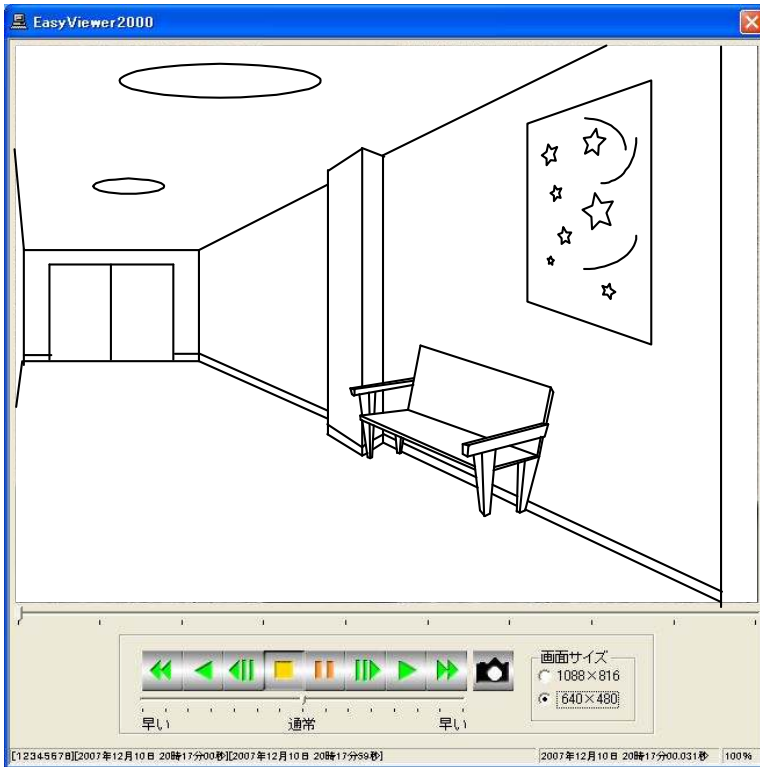 EasyViewer2000
画面サイズ
1088×816
640×480
早い 通常 早い
[12345678][2007年12月10日 20時17分00秒][2007年12月10日 20時17分59秒] 2007年12月10日 20時17分00.031秒 100%